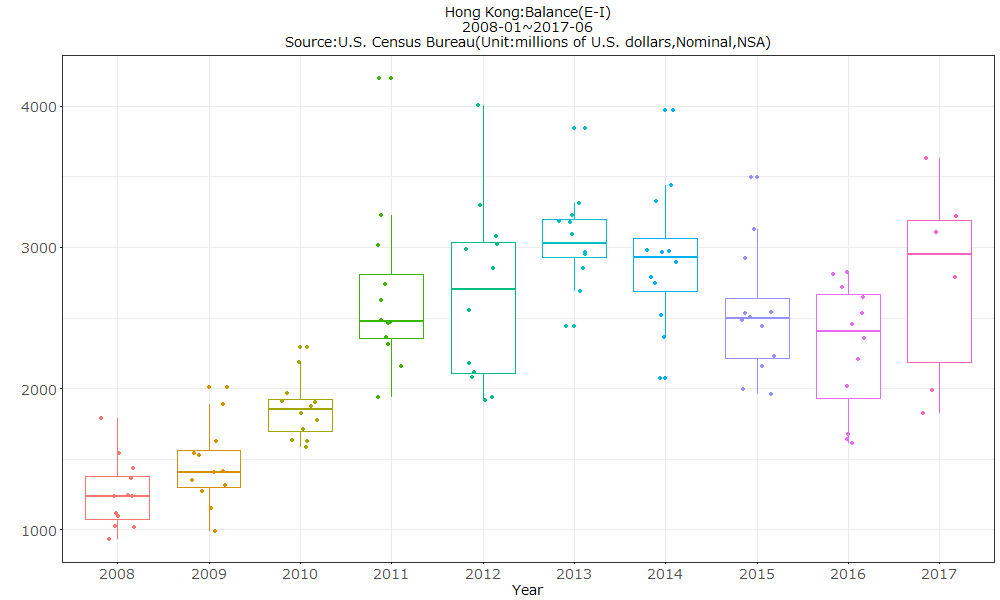 Hong Kong:Balance(E-I)
2008-01~2017-06
Source:U.S. Census Bureau(Unit:millions of U.S. dollars,Nominal,NSA)
4000
3000
2000
1000
2008 2009 2010 2011 2012 2013 2014 2015 2016 2017
Year